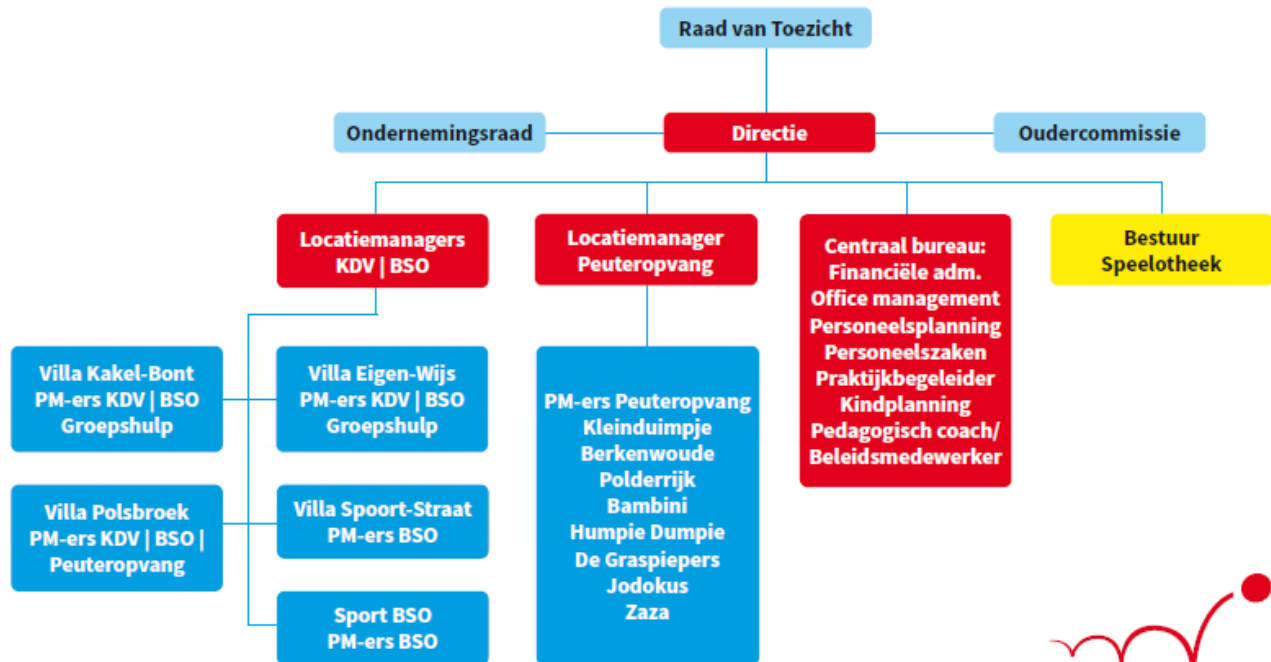 Raad van Toezicht
Ondernemingsraad
Directie
Oudercommissie
Locatiemanagers
KDV | BSO
Locatiemanager
Peuteropvang
Centraal bureau:
Financiële adm.
Office management
Personeelsplanning
Personeelszaken
Praktijkbegeleider
Kindplanning
Pedagogisch coach/
Beleidsmedewerker
Bestuur
Speelotheek
Villa Kakel-Bont
PM-ers KDV | BSO
Groepshulp
Villa Eigen-Wijs
PM-ers KDV | BSO
Groepshulp
PM-ers Peuteropvang
Kleinduimpje
Berkenwoude
Polderrijk
Bambini
Humpie Dumpie
De Graspiepers
Jodokus
Zaza
Villa Polsbroek
PM-ers KDV | BSO |
Peuteropvang
Villa Spoort-Straat
PM-ers BSO
Sport BSO
PM-ers BSO